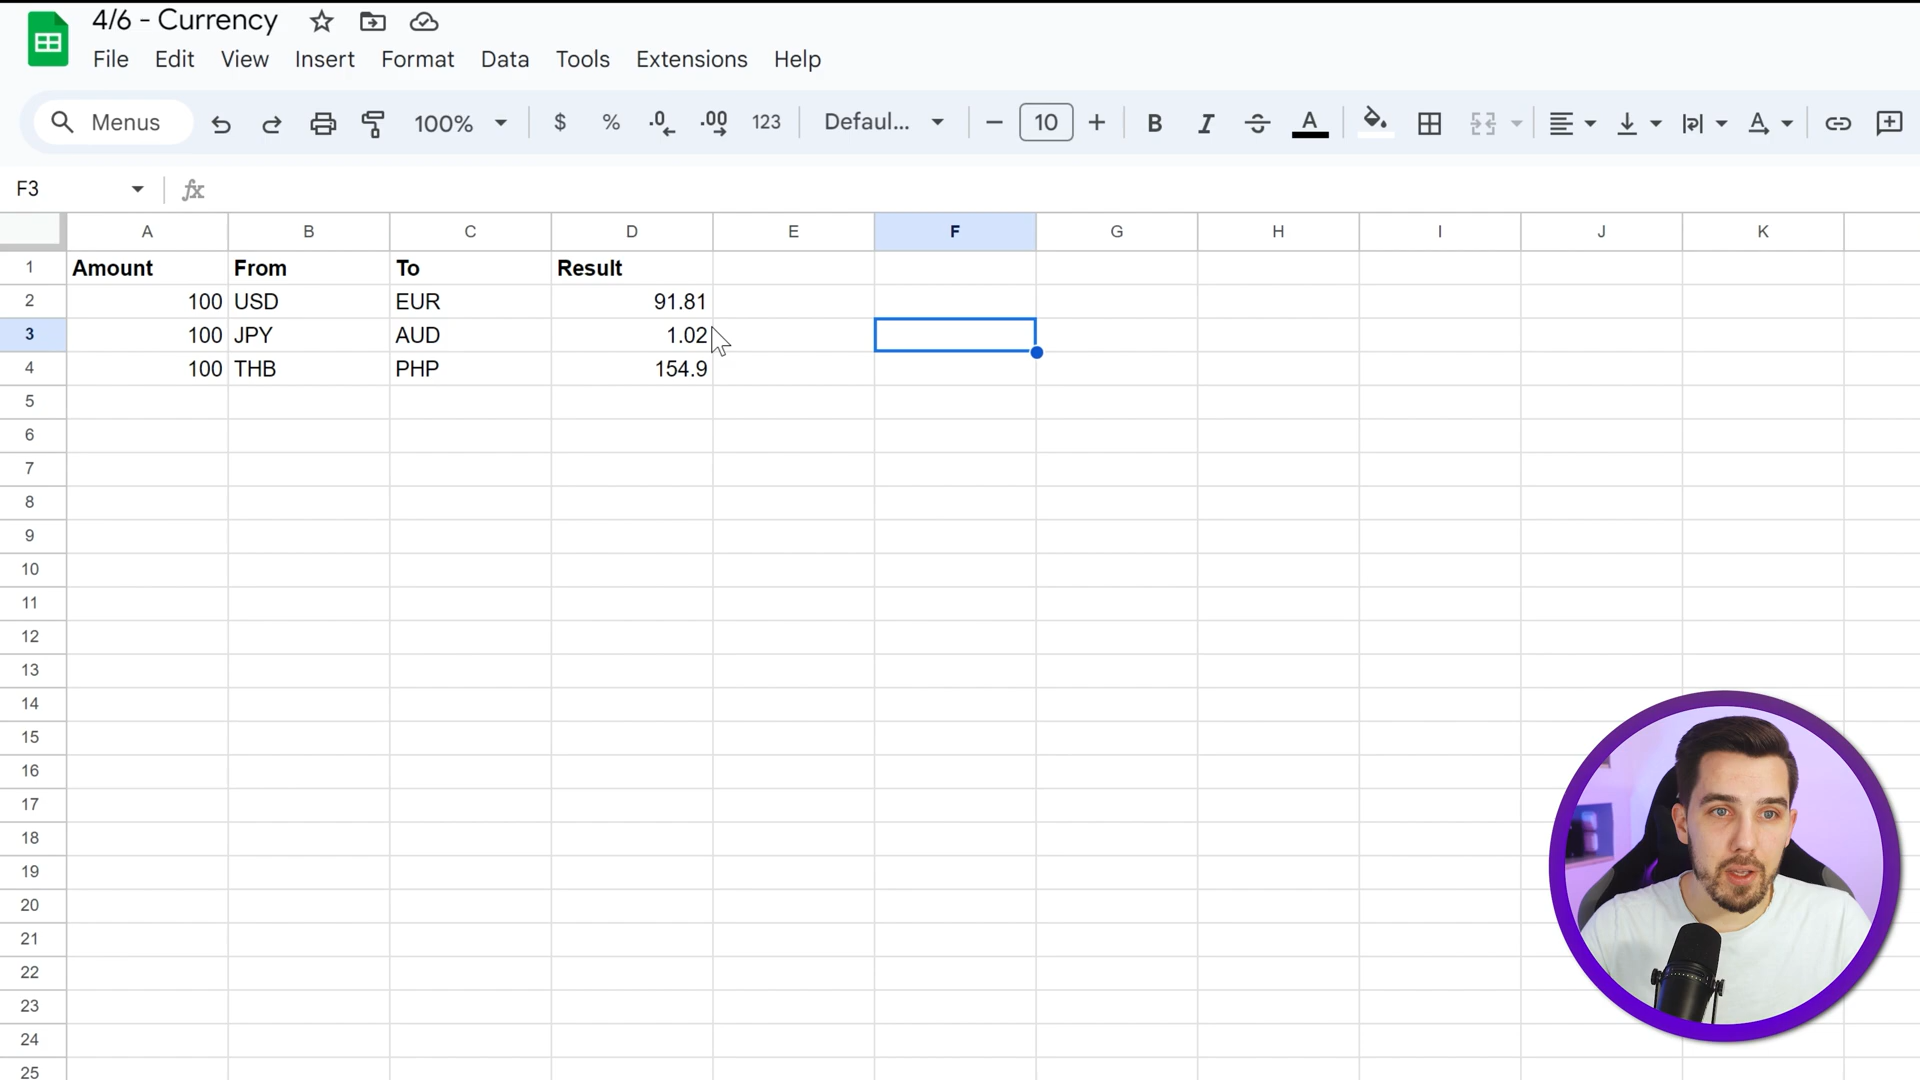 4/6 - Currency
File Edit View Insert Format Data Tools Extensions Help
Menus 100% $ % .0 .00 123 Defaul... 10 B I A A
F3 fx
A B C D E F G H I J K
1 Amount From To Result
2 100 USD EUR 91.81
3 100 JPY AUD 1.02
4 100 THB PHP 154.9
5
6
7
8
9
10
11
12
13
14
15
16
17
18
19
20
21
22
23
24
25